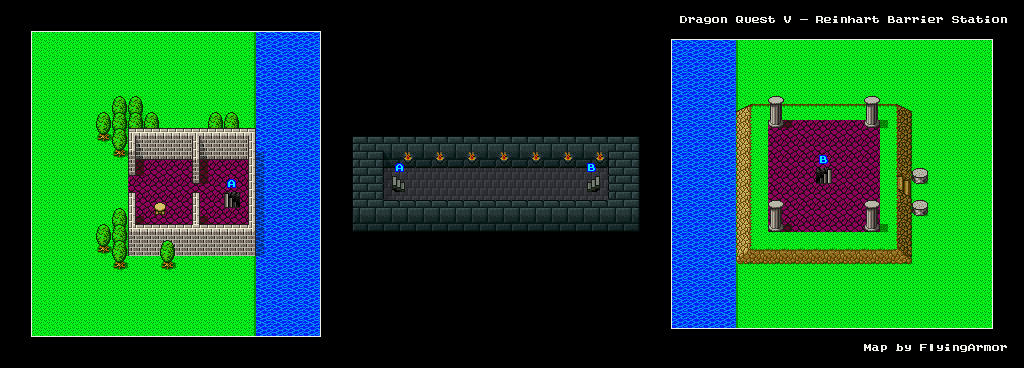 Dragon Quest V — Reinhart Barrier Station
A
B
A
B
Map by FlyingArmor